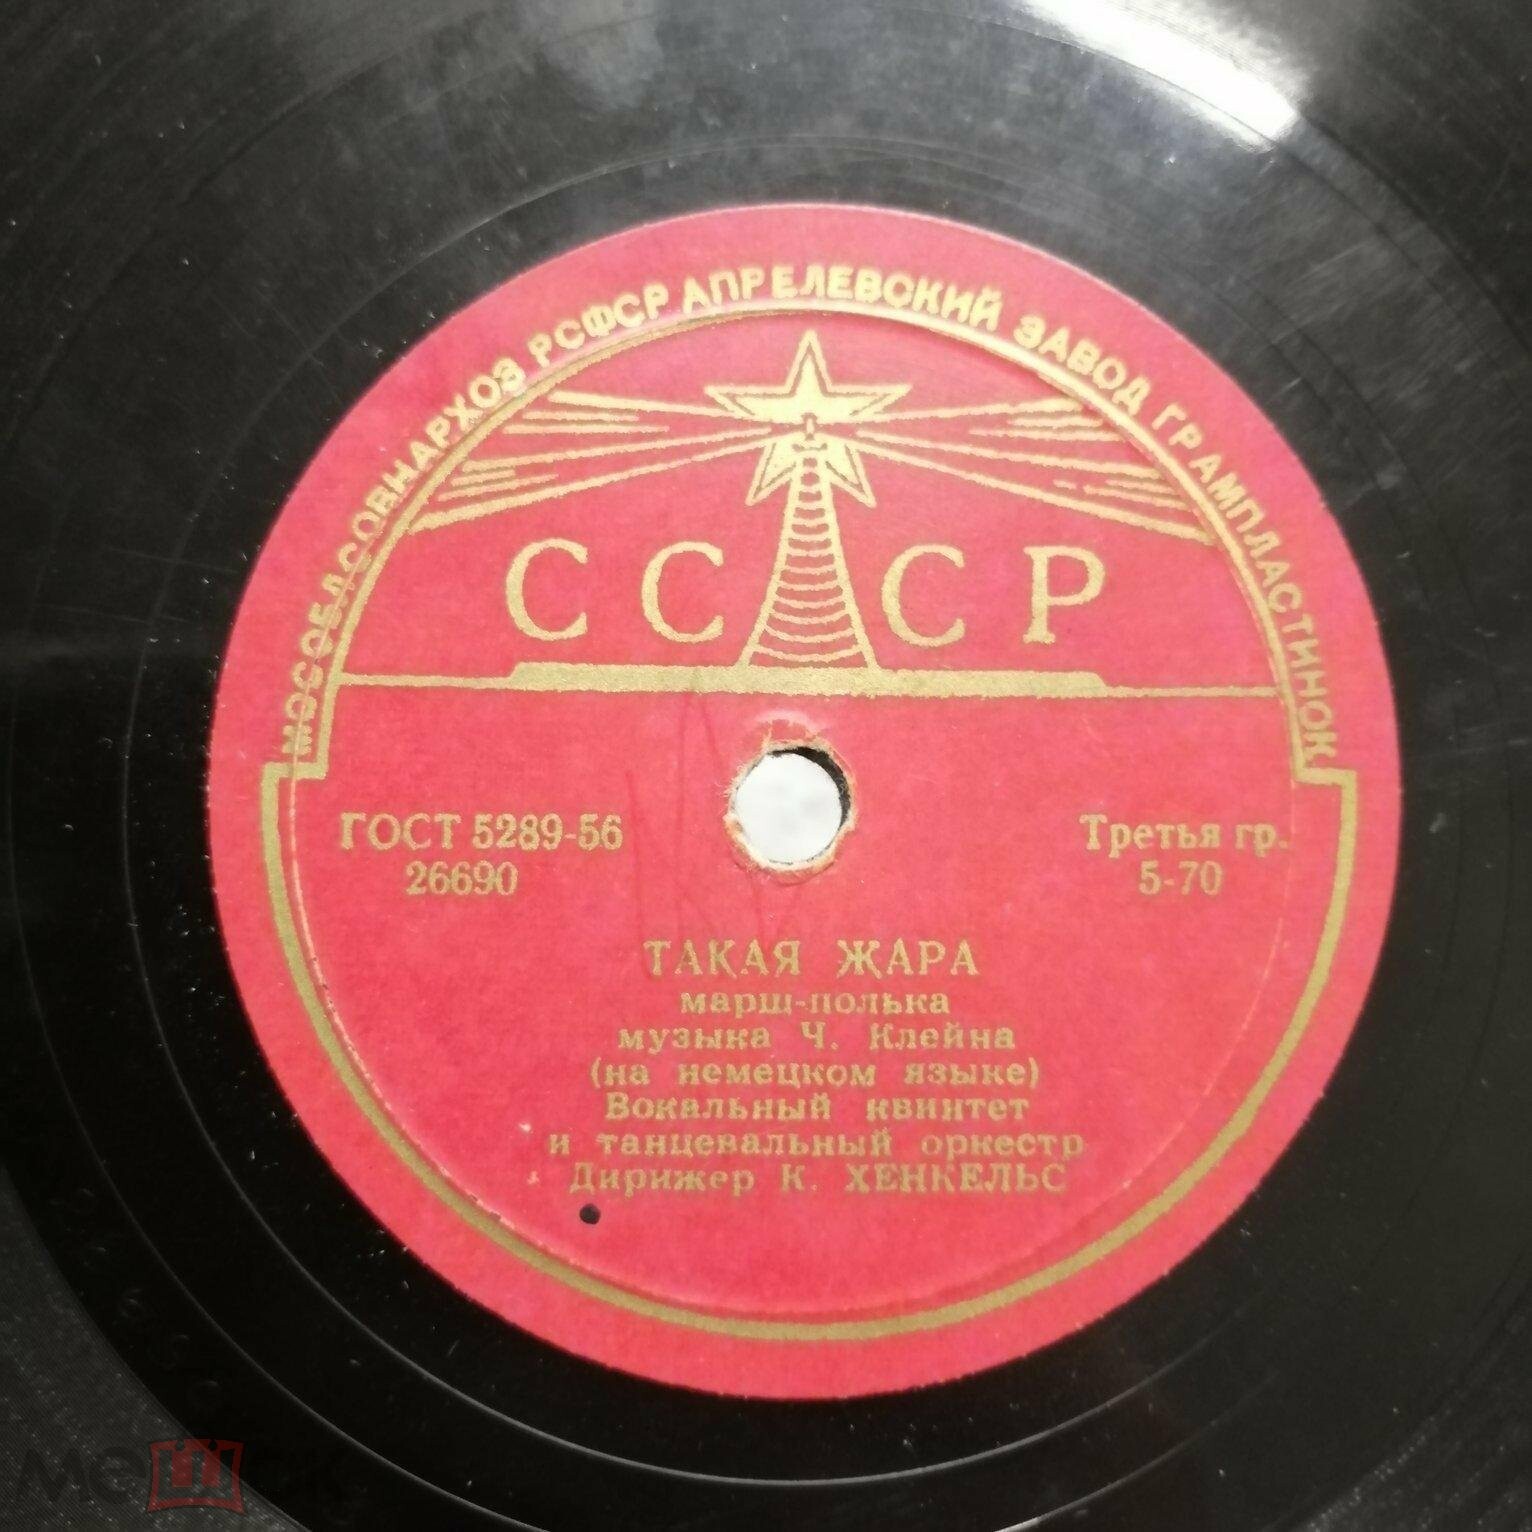 МОСОБЛСОВНАРХОЗ РСФСР АПРЕЛЕВСКИЙ ЗАВОД ГРАМПЛАСТИНОК
СССР
ГОСТ 5289-56
26690
Третья гр.
5-70
ТАКАЯ ЖАРА
марш-полька
музыка Ч. Клейна
(на немецком языке)
Вокальный квинтет
и танцевальный оркестр
Дирижер К. ХЕНКЕЛЬС
мешок